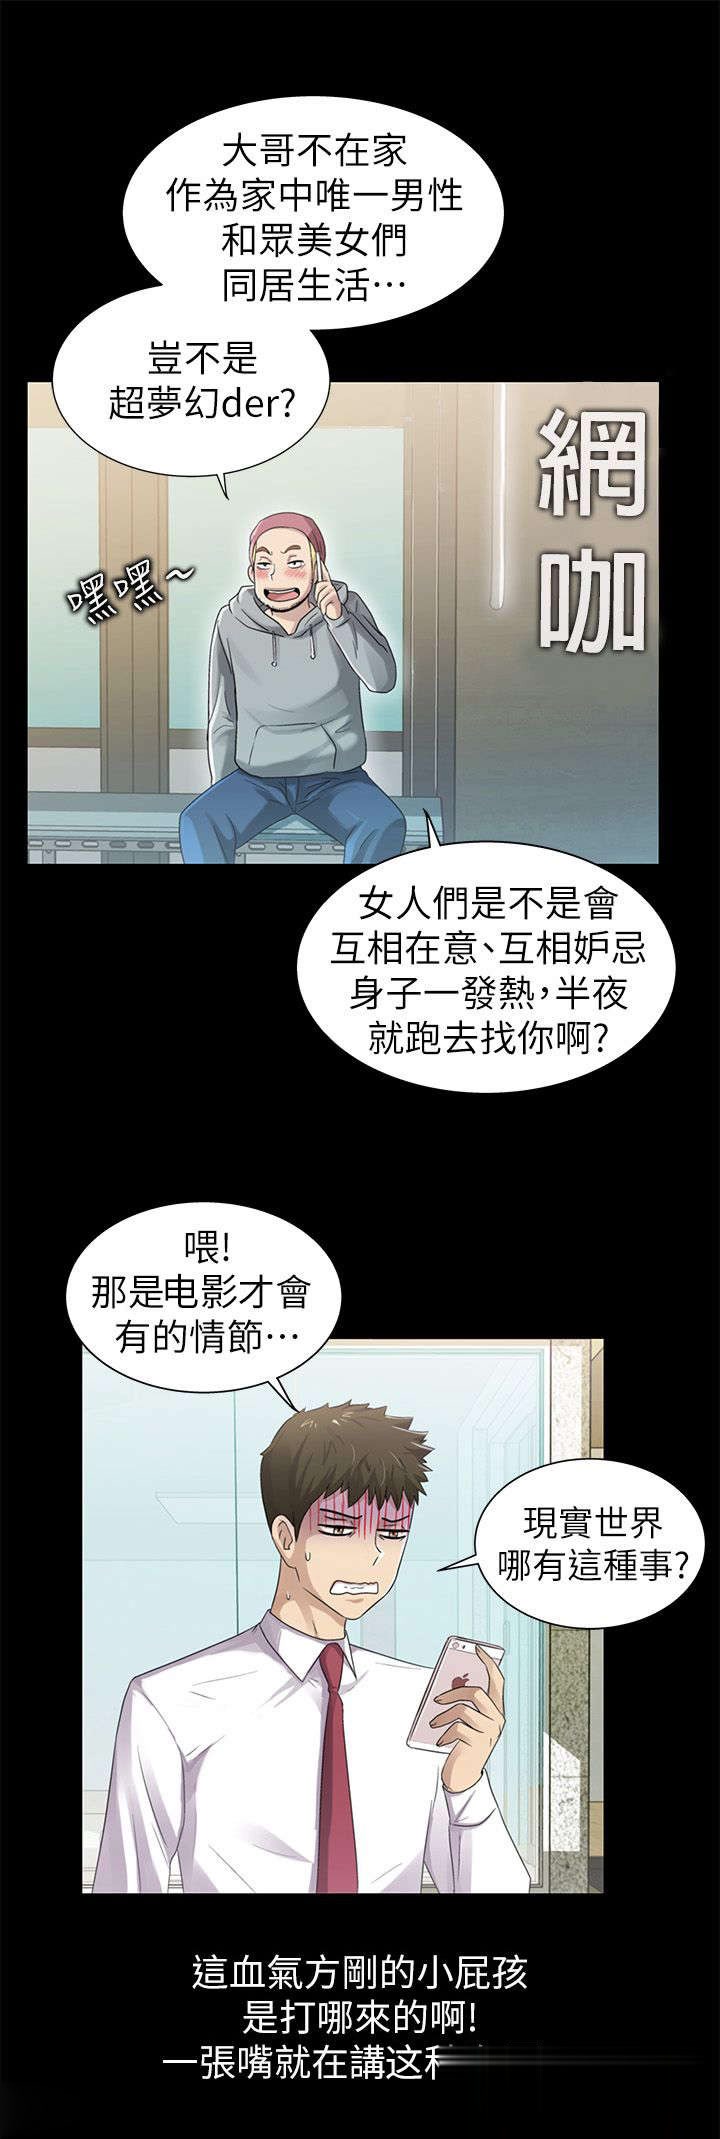 大哥不在家
作為家中唯一男性
和眾美女們
同居生活…
豈不是
超夢幻der?
網咖
嘿嘿~
女人們是不是會
互相在意、互相妒忌
身子一發熱，半夜
就跑去找你啊?
喂!
那是电影才會
有的情節…
現實世界
哪有這種事?
這血氣方剛的小屁孩
是打哪來的啊!
一張嘴就在講这种